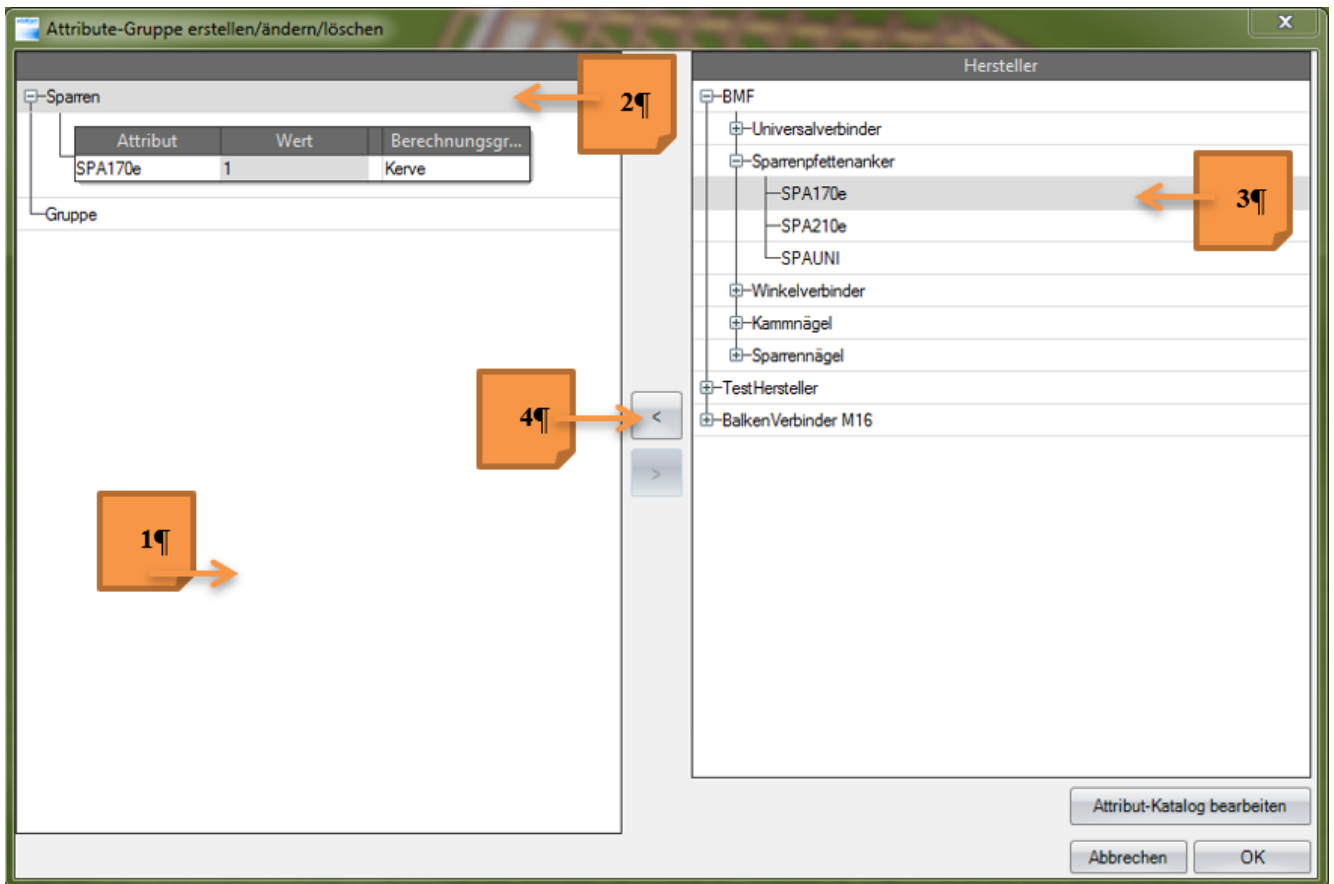 Attribute-Gruppe erstellen/ändern/löschen
x
Sparren
Attribut Wert Berechnungsgr...
SPA170e 1 Kerve
Gruppe
2¶
4¶
1¶
<
>
Hersteller
BMF
Universalverbinder
Sparrenpfettenanker
SPA170e
SPA210e
SPAUNI
Winkelverbinder
Kammnägel
Sparrennägel
TestHersteller
BalkenVerbinder M16
3¶
Attribut-Katalog bearbeiten
Abbrechen OK